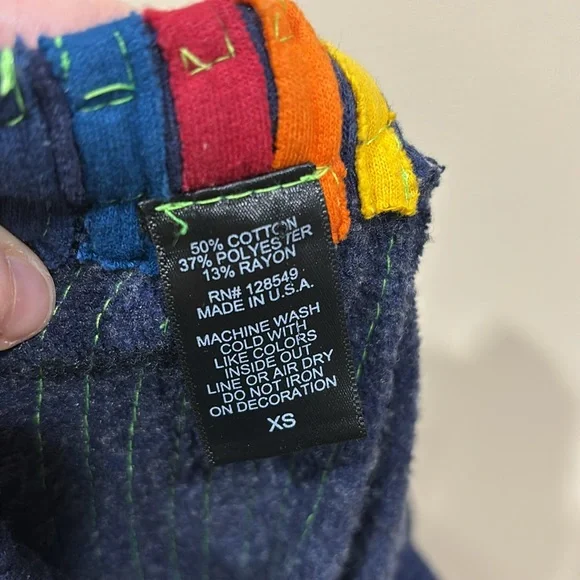 50% COTTON
37% POLYESTER
13% RAYON
RN# 128549
MADE IN U.S.A.
MACHINE WASH
COLD WITH
LIKE COLORS
INSIDE OUT
LINE OR AIR DRY
DO NOT IRON
ON DECORATION
XS